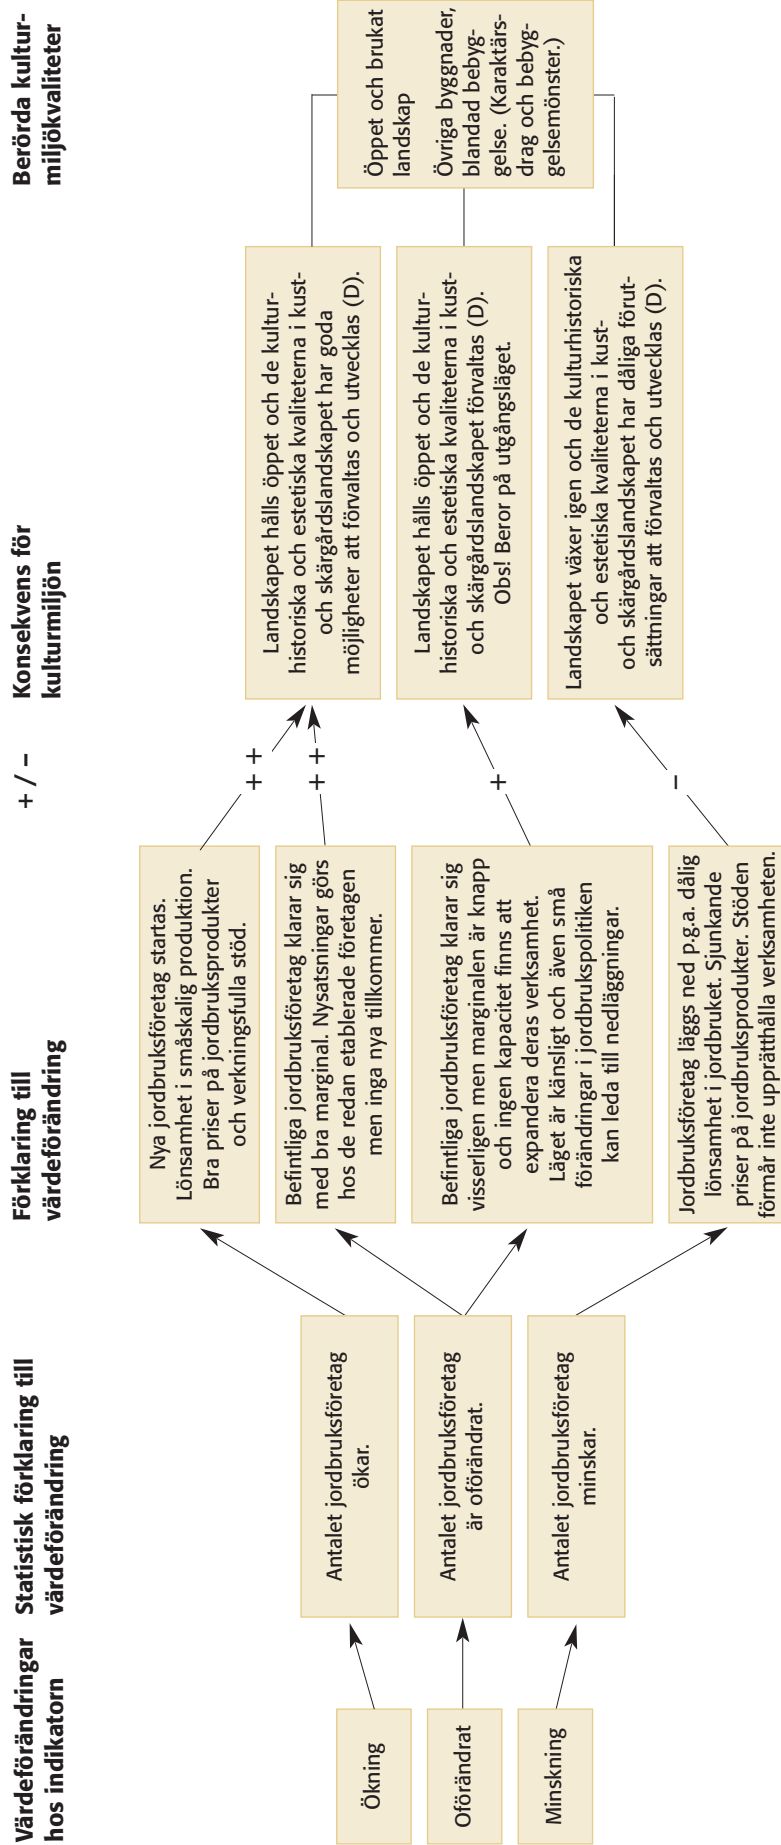 Värdeförändringar
hos indikatorn
Statistisk förklaring till
värdeförändring
Förklaring till
värdeförändring
+ / –
Konsekvens för
kulturmiljön
Berörda kultur-
miljökvaliteter
Ökning
Oförändrat
Minskning
Antalet jordbruksföretag
ökar.
Antalet jordbruksföretag
är oförändrat.
Antalet jordbruksföretag
minskar.
Nya jordbruksföretag startas.
Lönsamhet i småskalig produktion.
Bra priser på jordbruksprodukter
och verkningsfulla stöd.
Befintliga jordbruksföretag klarar sig
med bra marginal. Nysatsningar görs
hos de redan etablerade företagen
men inga nya tillkommer.
Befintliga jordbruksföretag klarar sig
visserligen men marginalen är knapp
och ingen kapacitet finns att
expandera deras verksamhet.
Läget är känsligt och även små
förändringar i jordbrukspolitiken
kan leda till nedläggningar.
Jordbruksföretag läggs ned p.g.a. dålig
lönsamhet i jordbruket. Sjunkande
priser på jordbruksprodukter. Stöden
förmår inte upprätthålla verksamheten.
+ +
+ +
+
–
Landskapet hålls öppet och de kultur-
historiska och estetiska kvaliteterna i kust-
och skärgårdslandskapet har goda
möjligheter att förvaltas och utvecklas (D).
Landskapet hålls öppet och de kultur-
historiska och estetiska kvaliteterna i kust-
och skärgårdslandskapet förvaltas (D).
Obs! Beror på utgångsläget.
Landskapet växer igen och de kulturhistoriska
och estetiska kvaliteterna i kust-
och skärgårdslandskapet har dåliga förut-
sättningar att förvaltas och utvecklas (D).
Öppet och brukat
landskap
Övriga byggnader,
blandad bebyg-
gelse. (Karaktärs-
drag och bebyg-
gelsemönster.)